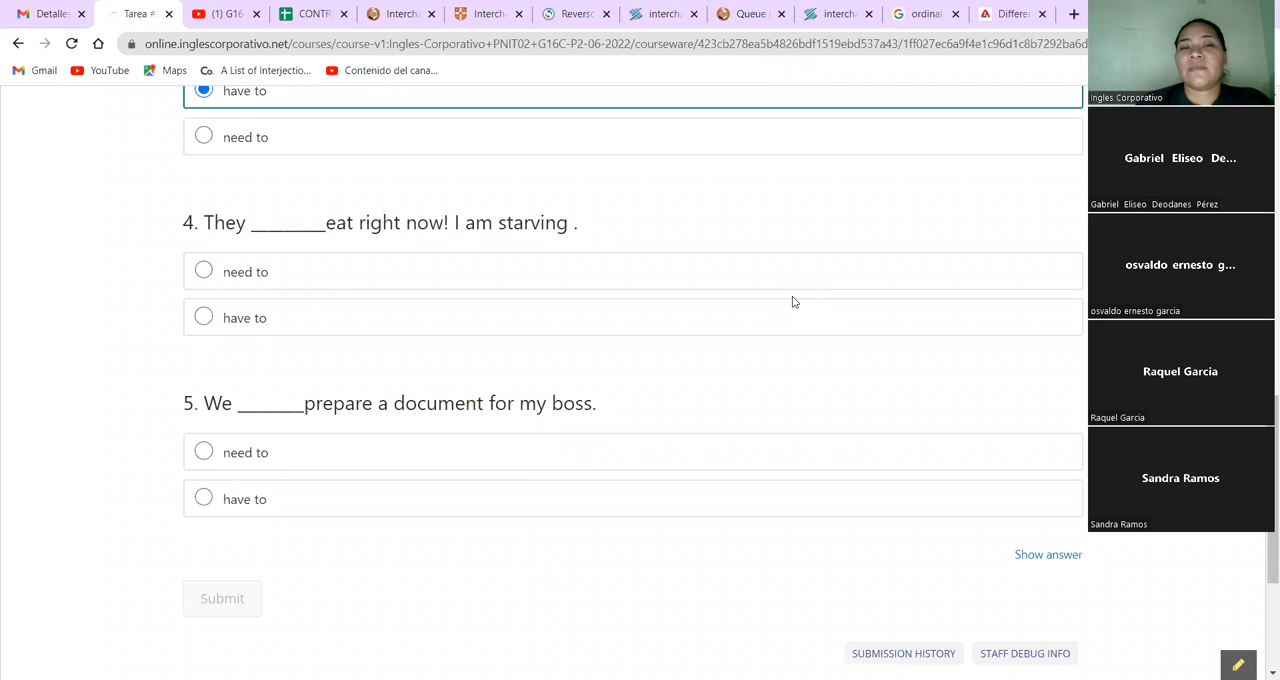 Detalles
Tarea #
(1) G16
CONTR
Interch
Interch
Revers
interch
Queue
interch
ordinal
Differe
online.inglescorporativo.net/courses/course-v1:Ingles-Corporativo+PNIT02+G16C-P2-06-2022/courseware/423cb278ea5b4826bdf1519ebd537a43/1ff027ec6a9f4e1c96d1c8b7292ba6d
Gmail
YouTube
Maps
Co. A List of Interjectio...
Contenido del cana...
have to
need to
4. They ________eat right now! I am starving .
need to
have to
5. We _______prepare a document for my boss.
need to
have to
Show answer
Submit
SUBMISSION HISTORY
STAFF DEBUG INFO
Ingles Corporativo
Gabriel Eliseo De...
Gabriel Eliseo Deodanes Pérez
osvaldo ernesto g...
osvaldo ernesto garcia
Raquel Garcia
Raquel Garcia
Sandra Ramos
Sandra Ramos